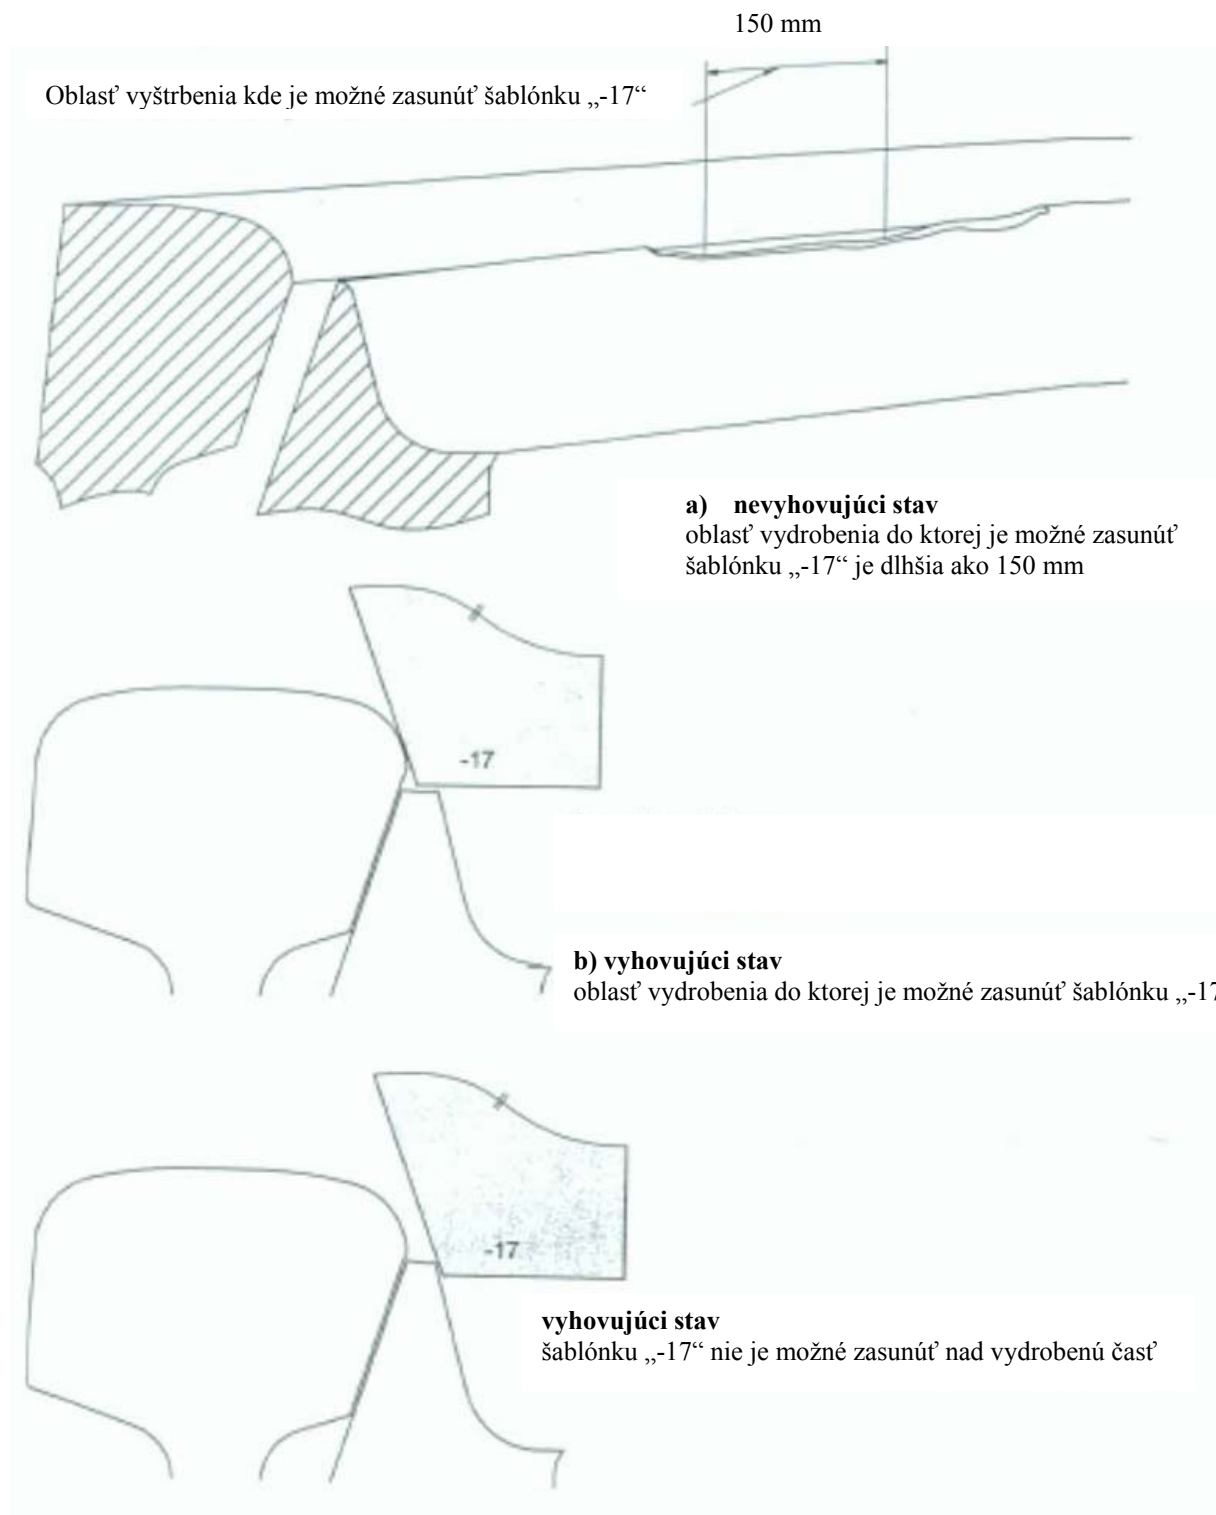 150 mm
Oblasť vyštrbenia kde je možné zasunúť šablónku „-17“
a) nevyhovujúci stav
oblasť vydrobenia do ktorej je možné zasunúť
šablónku „-17“ je dlhšia ako 150 mm
-17
b) vyhovujúci stav
oblasť vydrobenia do ktorej je možné zasunúť šablónku „-17
-17
vyhovujúci stav
šablónku „-17“ nie je možné zasunúť nad vydrobenú časť